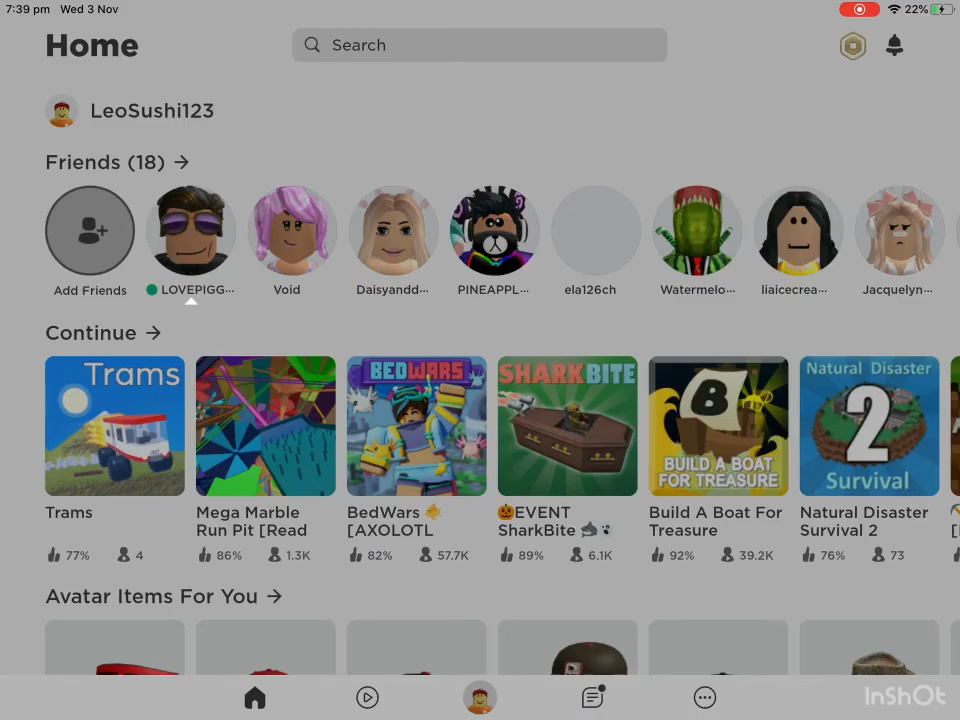 7:39 pm Wed 3 Nov 22%
Home
Search
LeoSushi123
Friends (18) →
Add Friends LOVEPIGG... Void Daisyandd... PINEAPPL... ela126ch Watermelo... liaicecrea... Jacquelyn...
Continue →
Trams
BEDWARS
SHARKBITE
B
BUILD A BOAT
FOR TREASURE
Natural Disaster
2
Survival
Trams
Mega Marble
Run Pit [Read
BedWars
[AXOLOTL
🎃EVENT
SharkBite
Build A Boat For
Treasure
Natural Disaster
Survival 2
77% 4 86% 1.3K 82% 57.7K 89% 6.1K 92% 39.2K 76% 73
Avatar Items For You →
InShOt